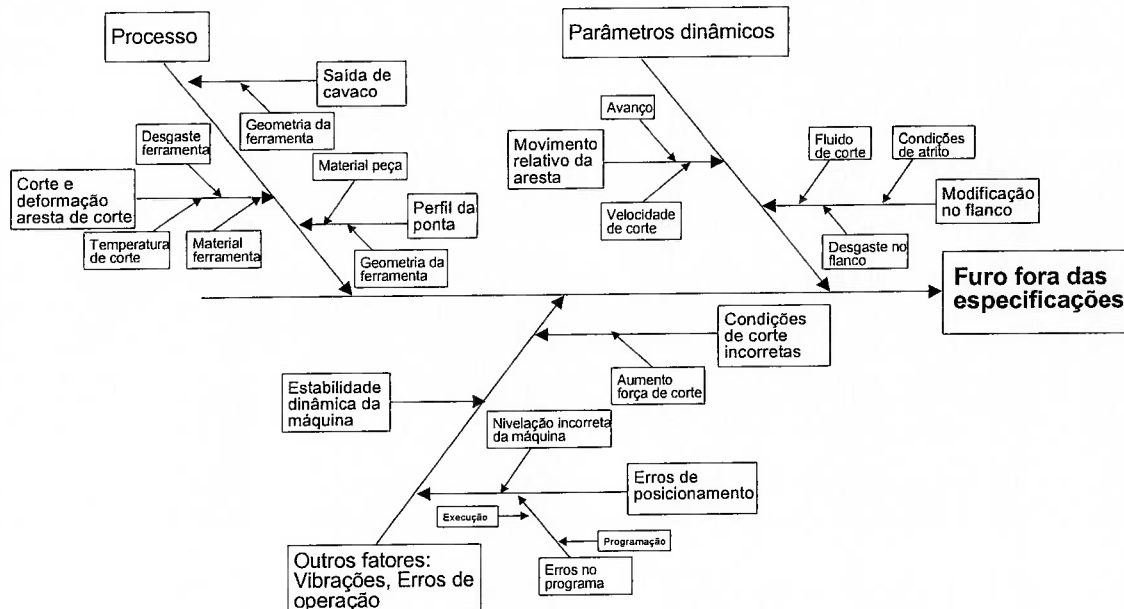 Processo
Parâmetros dinâmicos
Saída de
cavaco
Geometria da
ferramenta
Desgaste
ferramenta
Material peça
Corte e
deformação
aresta de corte
Perfil da
ponta
Temperatura
de corte
Material
ferramenta
Geometria da
ferramenta
Avanço
Movimento
relativo da
aresta
Velocidade
de corte
Fluido
de corte
Condições
de atrito
Modificação
no flanco
Desgaste no
flanco
Furo fora das
especificações
Condições
de corte
incorretas
Aumento
força de corte
Estabilidade
dinâmica da
máquina
Nivelação incorreta
da máquina
Erros de
posicionamento
Execução
Programação
Erros no
programa
Outros fatores:
Vibrações, Erros de
operação